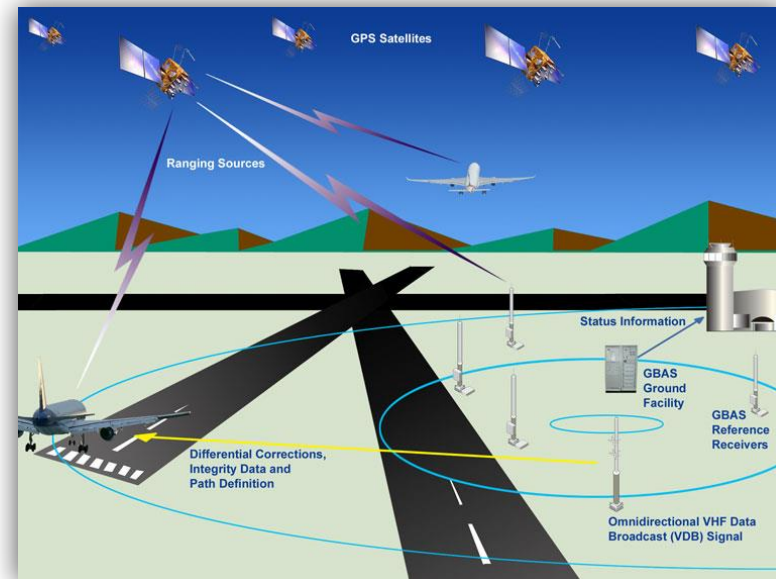 GPS Satellites
Ranging Sources
Status Information
GBAS
Ground
Facility
GBAS
Reference
Receivers
Differential Corrections,
Integrity Data and
Path Definition
Omnidirectional VHF Data
Broadcast (VDB) Signal